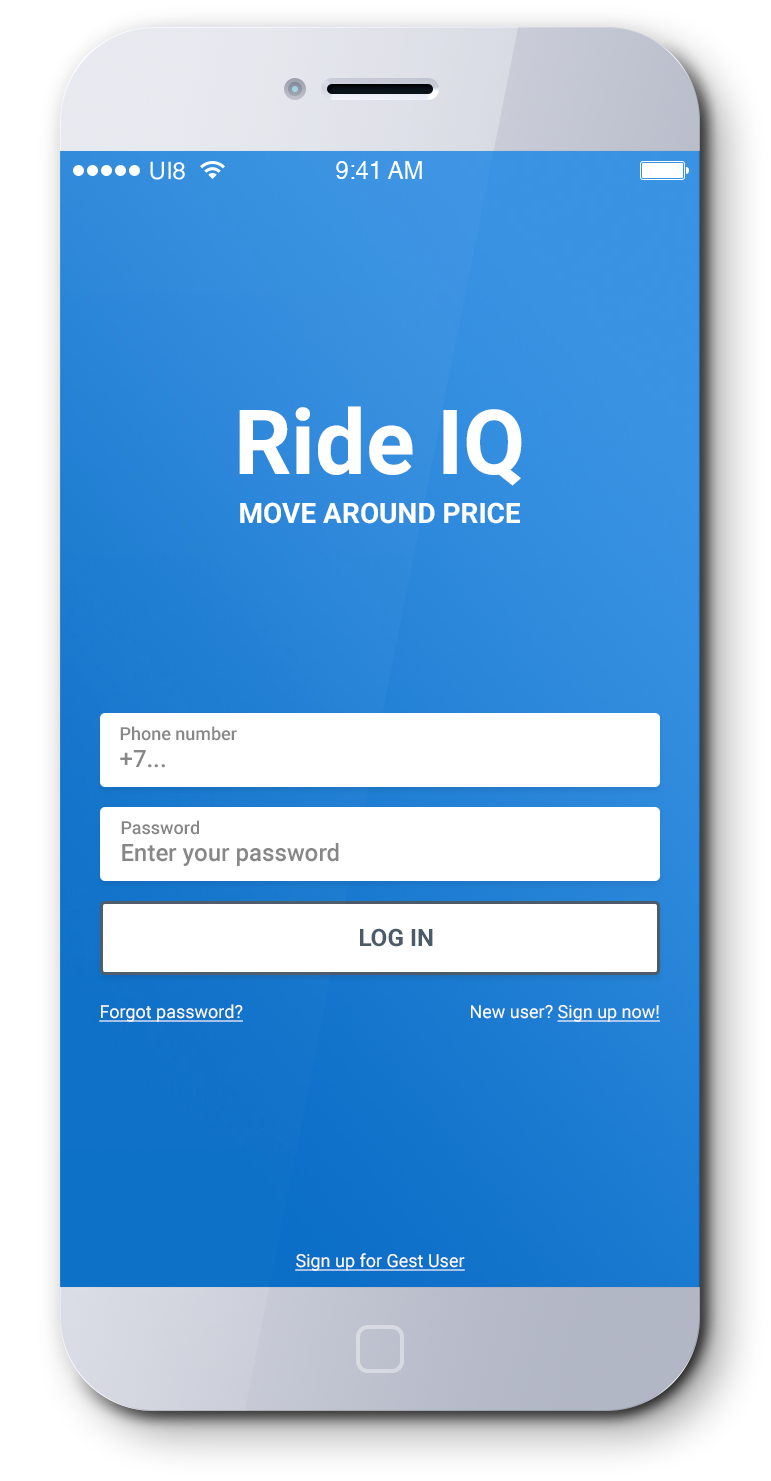 UI8 9:41 AM
Ride IQ
MOVE AROUND PRICE
Phone number
+7...
Password
Enter your password
LOG IN
Forgot password? New user? Sign up now!
Sign up for Gest User